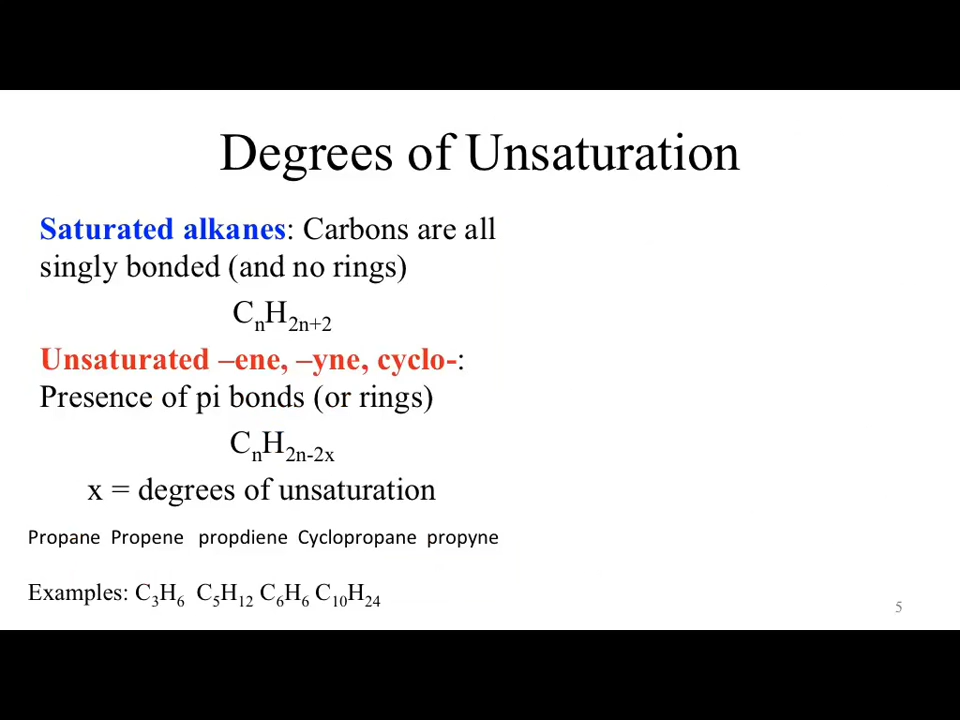 Degrees of Unsaturation
Saturated alkanes: Carbons are all
singly bonded (and no rings)
CₙH₂ₙ₊₂
Unsaturated –ene, –yne, cyclo-:
Presence of pi bonds (or rings)
CₙH₂ₙ₋₂ₓ
x = degrees of unsaturation
Propane Propene propdiene Cyclopropane propyne
Examples: C₃H₆ C₅H₁₂ C₆H₆ C₁₀H₂₄
5